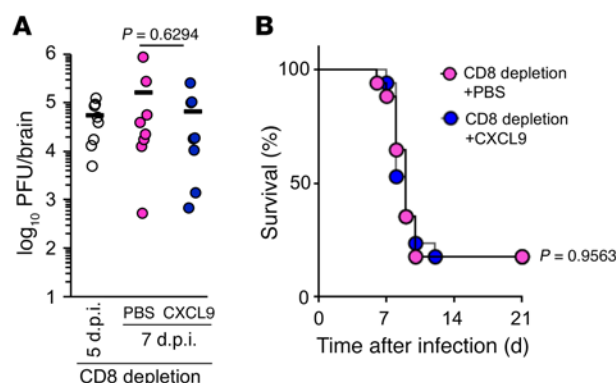 A
P = 0.6294
6
5
4
3
2
1
log10 PFU/brain
5 d.p.i.
PBS CXCL9
7 d.p.i.
CD8 depletion
B
100
50
0
Survival (%)
CD8 depletion
+PBS
CD8 depletion
+CXCL9
P = 0.9563
0 7 14 21
Time after infection (d)